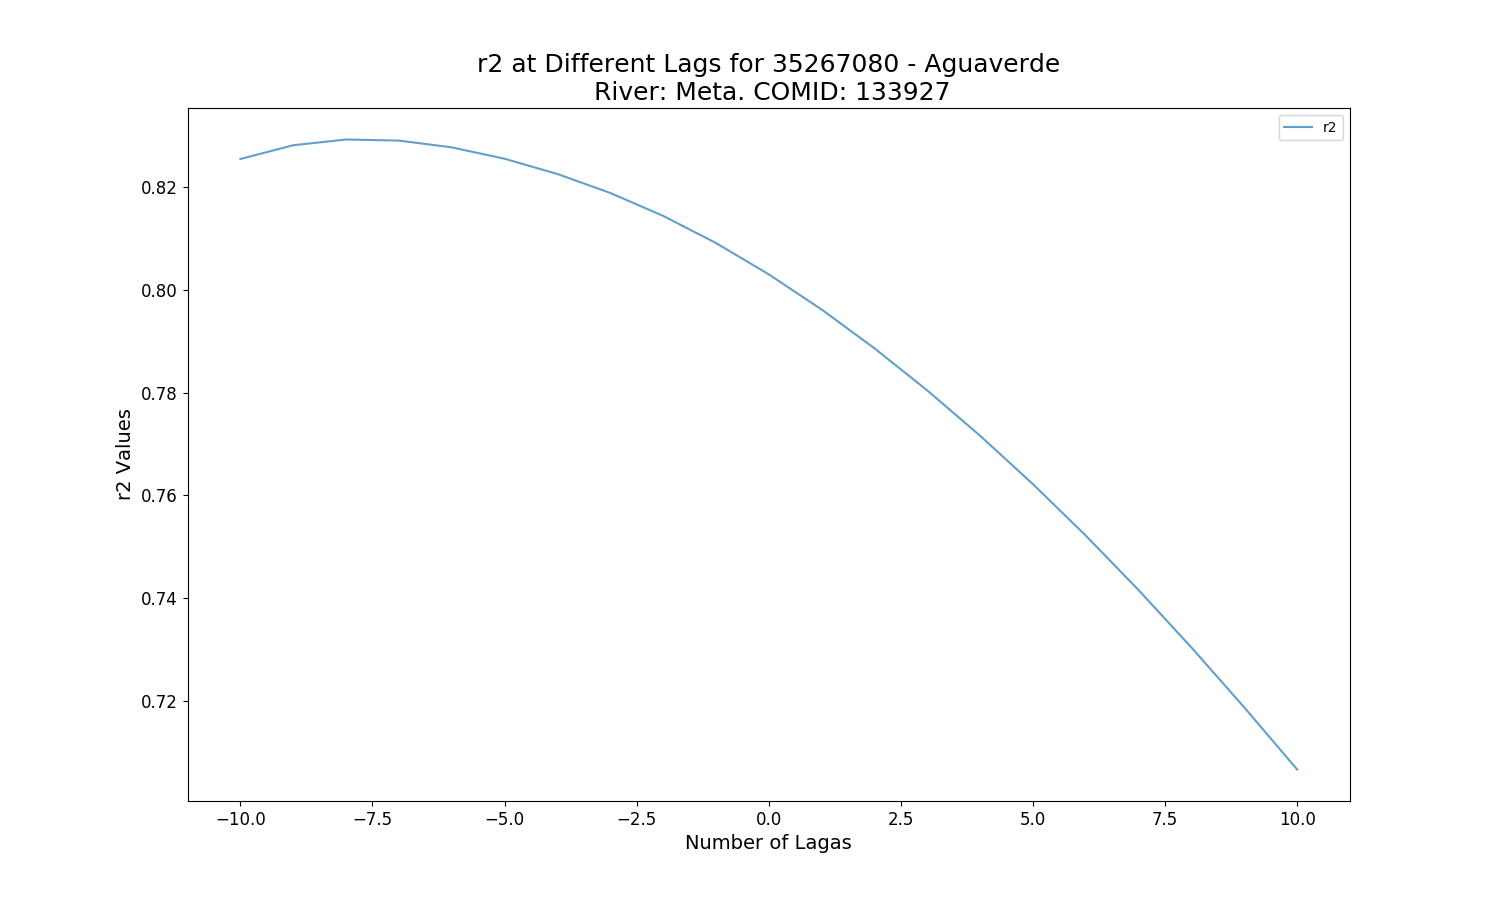 r2 at Different Lags for 35267080 - Aguaverde
River: Meta. COMID: 133927
r2
0.82
0.80
0.78
0.76
0.74
0.72
r2 Values
−10.0 −7.5 −5.0 −2.5 0.0 2.5 5.0 7.5 10.0
Number of Lagas